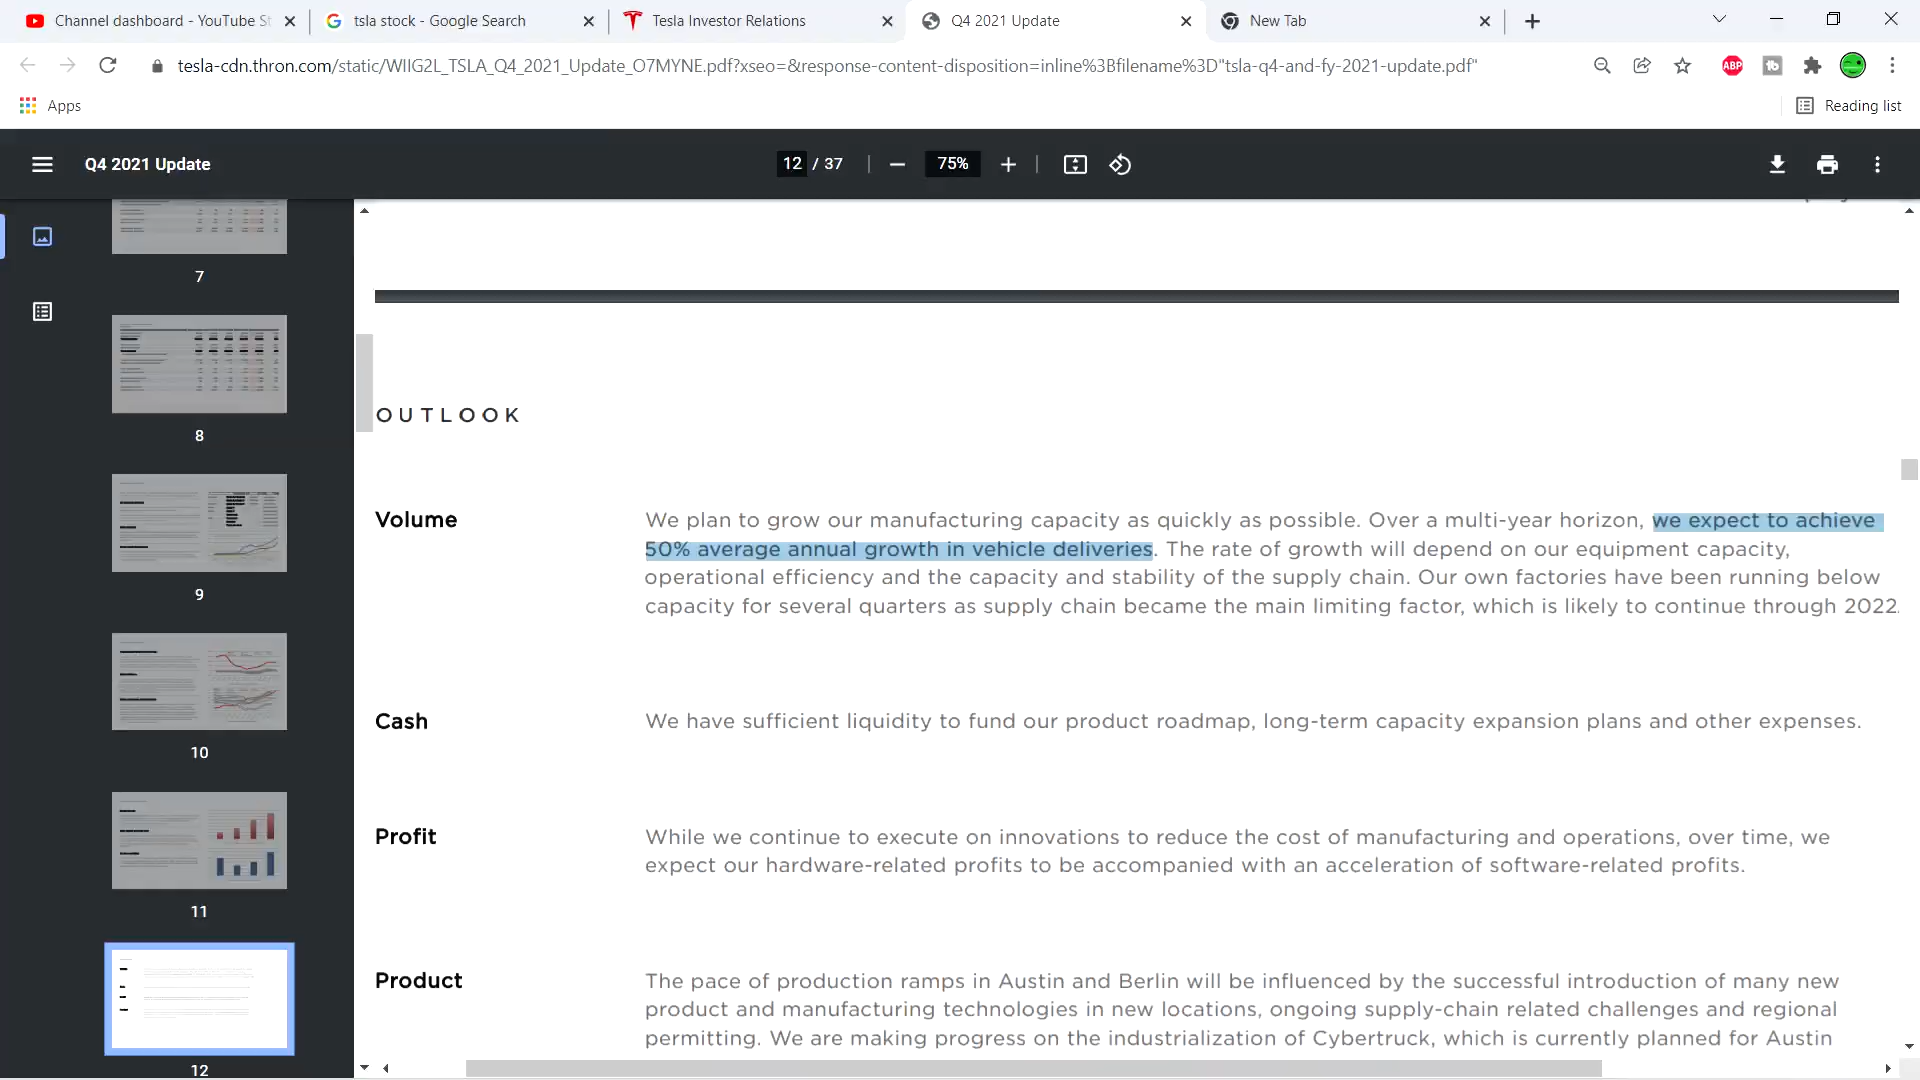 Channel dashboard - YouTube St
tsla stock - Google Search
Tesla Investor Relations
Q4 2021 Update
New Tab
tesla-cdn.thron.com/static/WIIG2L_TSLA_Q4_2021_Update_O7MYNE.pdf?xseo=&response-content-disposition=inline%3Bfilename%3D"tsla-q4-and-fy-2021-update.pdf"
ABP
Apps
Reading list
Q4 2021 Update
12 / 37
75%
7
8
9
10
11
12
OUTLOOK
Volume
We plan to grow our manufacturing capacity as quickly as possible. Over a multi-year horizon, we expect to achieve
50% average annual growth in vehicle deliveries. The rate of growth will depend on our equipment capacity,
operational efficiency and the capacity and stability of the supply chain. Our own factories have been running below
capacity for several quarters as supply chain became the main limiting factor, which is likely to continue through 2022.
Cash
We have sufficient liquidity to fund our product roadmap, long-term capacity expansion plans and other expenses.
Profit
While we continue to execute on innovations to reduce the cost of manufacturing and operations, over time, we
expect our hardware-related profits to be accompanied with an acceleration of software-related profits.
Product
The pace of production ramps in Austin and Berlin will be influenced by the successful introduction of many new
product and manufacturing technologies in new locations, ongoing supply-chain related challenges and regional
permitting. We are making progress on the industrialization of Cybertruck, which is currently planned for Austin